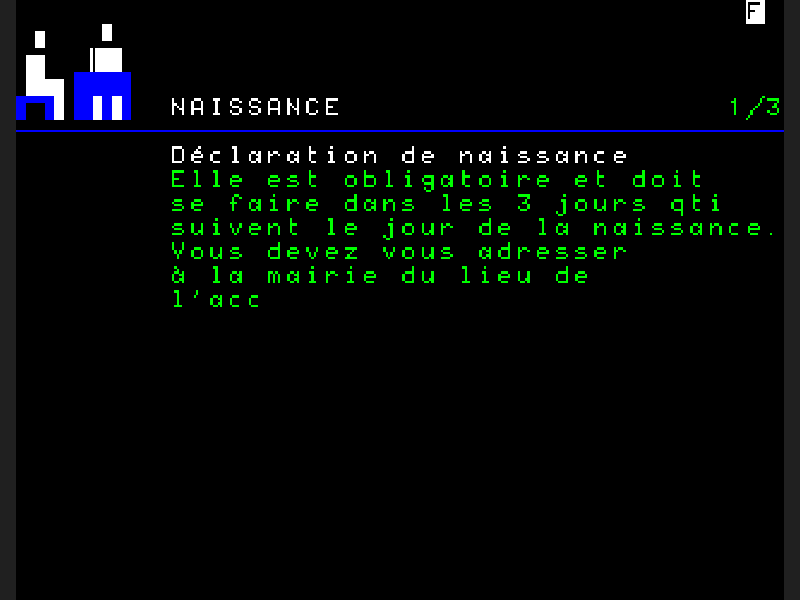 F
NAISSANCE 1/3
Déclaration de naissance
Elle est obligatoire et doit
se faire dans les 3 jours qti
suivent le jour de la naissance.
Vous devez vous adresser
à la mairie du lieu de
l'acc